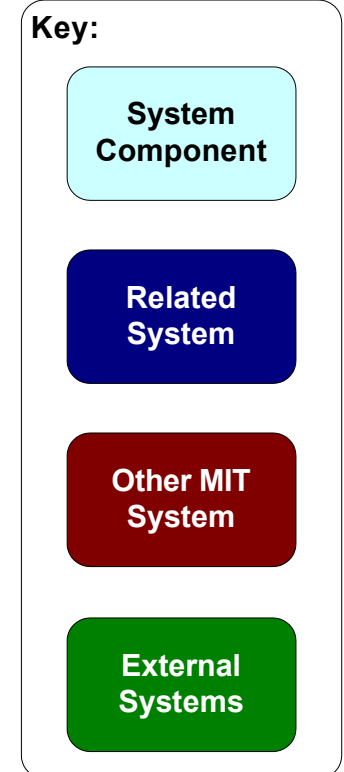 Key:
System
Component
Related
System
Other MIT
System
External
Systems